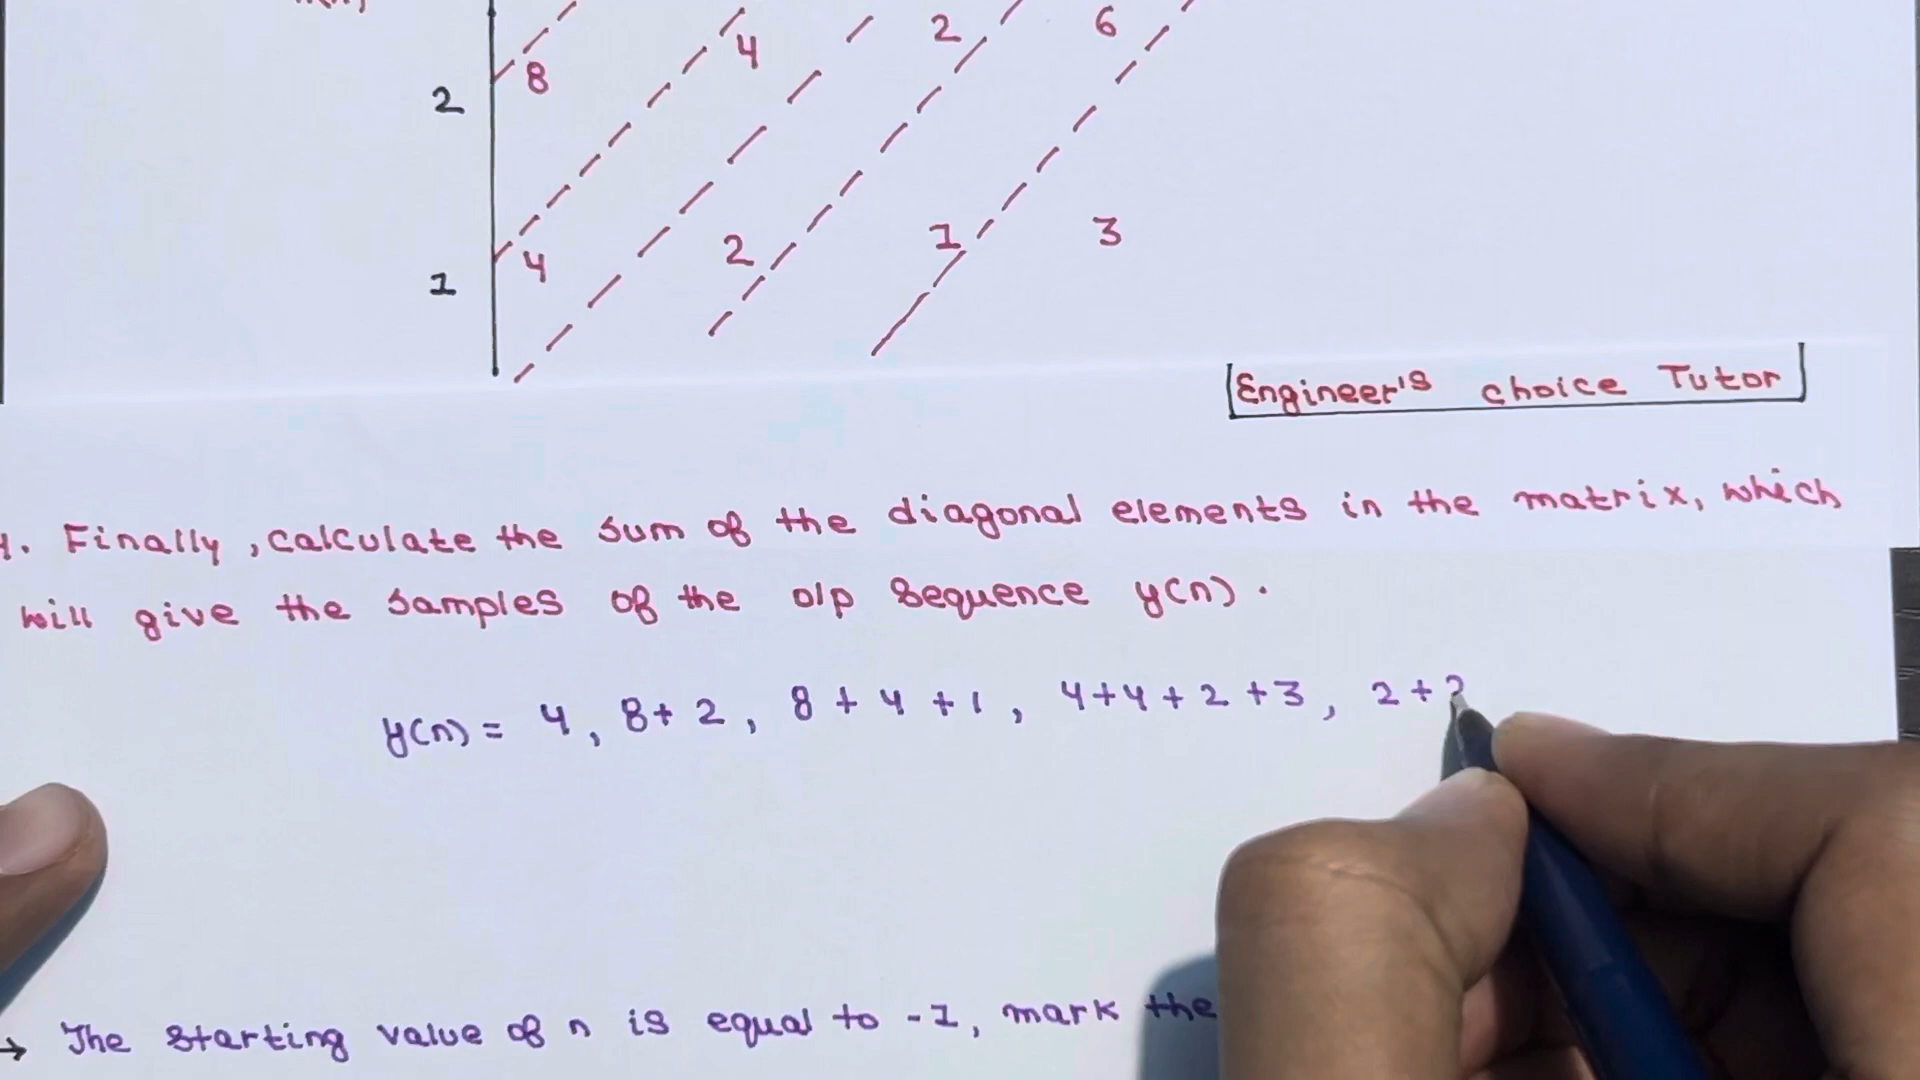 8 4 2 6
2
4 2 1 3
1
Engineer's choice Tutor
4. Finally, calculate the sum of the diagonal elements in the matrix, which
will give the samples of the o/p sequence y(n).
y(n) = 4, 8+2, 8+4+1, 4+4+2+3, 2+2
→ The starting value of n is equal to -1, mark the